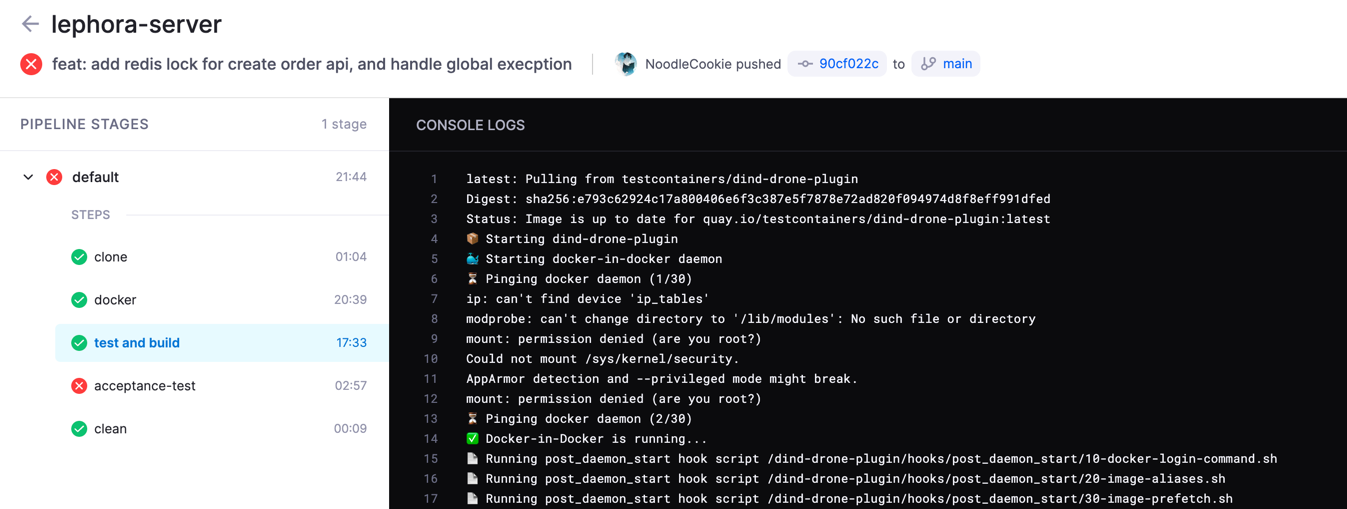 lephora-server
feat: add redis lock for create order api, and handle global execption
NoodleCookie pushed 90cf022c to main
PIPELINE STAGES 1 stage
default 21:44
STEPS
clone 01:04
docker 20:39
test and build 17:33
acceptance-test 02:57
clean 00:09
CONSOLE LOGS
1 latest: Pulling from testcontainers/dind-drone-plugin
2 Digest: sha256:e793c62924c17a800406e6f3c387e5f7878e72ad820f094974d8f8eff991dfed
3 Status: Image is up to date for quay.io/testcontainers/dind-drone-plugin:latest
4 📦 Starting dind-drone-plugin
5 🐳 Starting docker-in-docker daemon
6 ⏳ Pinging docker daemon (1/30)
7 ip: can't find device 'ip_tables'
8 modprobe: can't change directory to '/lib/modules': No such file or directory
9 mount: permission denied (are you root?)
10 Could not mount /sys/kernel/security.
11 AppArmor detection and --privileged mode might break.
12 mount: permission denied (are you root?)
13 ⏳ Pinging docker daemon (2/30)
14 ✅ Docker-in-Docker is running...
15 📄 Running post_daemon_start hook script /dind-drone-plugin/hooks/post_daemon_start/10-docker-login-command.sh
16 📄 Running post_daemon_start hook script /dind-drone-plugin/hooks/post_daemon_start/20-image-aliases.sh
17 📄 Running post_daemon_start hook script /dind-drone-plugin/hooks/post_daemon_start/30-image-prefetch.sh